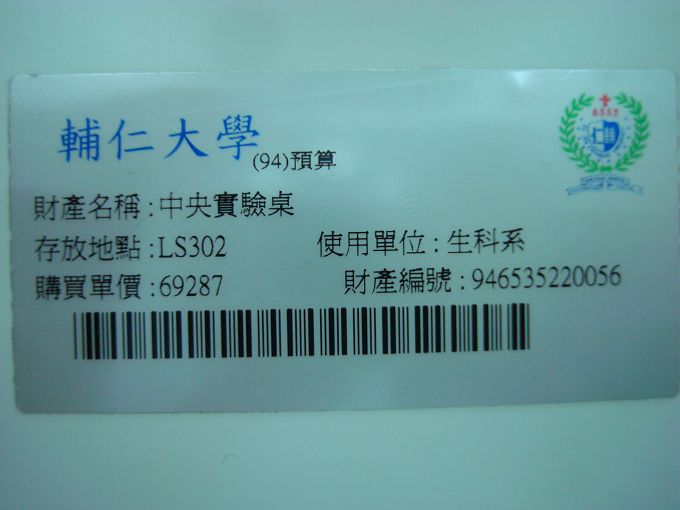 輔仁大學 (94)預算
財產名稱:中央實驗桌
存放地點:LS302 使用單位:生科系
購買單價:69287 財產編號:946535220056